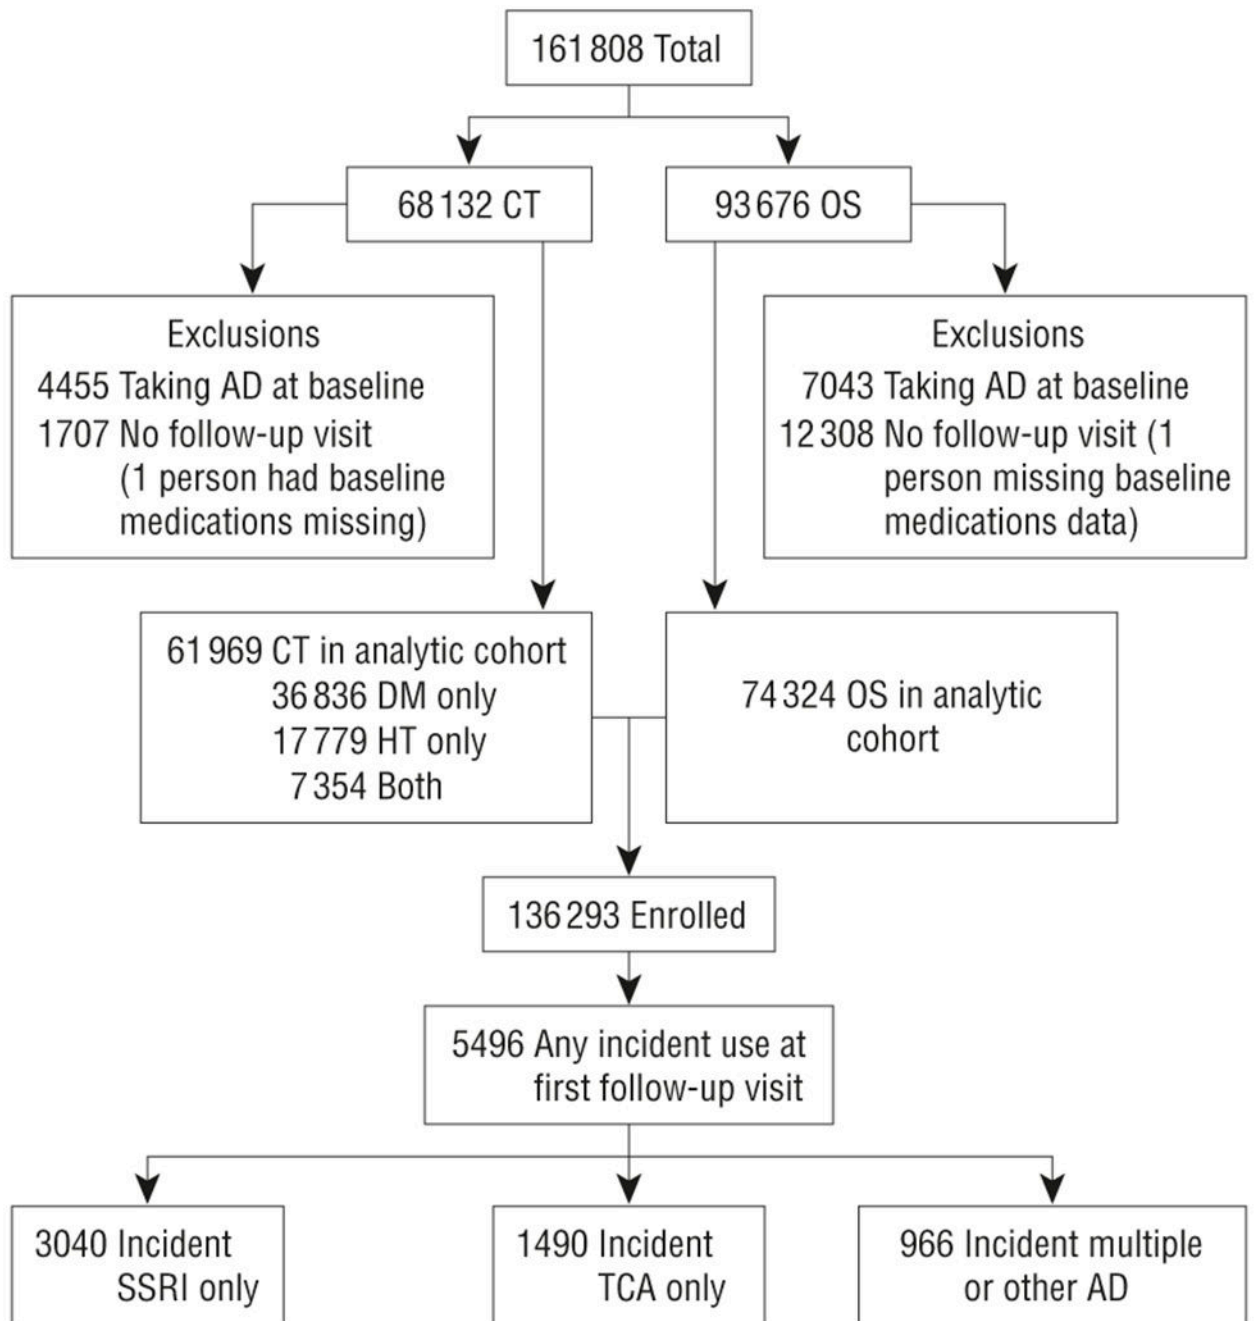 161 808 Total
68 132 CT
93 676 OS
Exclusions
4455 Taking AD at baseline
1707 No follow-up visit
(1 person had baseline
medications missing)
Exclusions
7043 Taking AD at baseline
12 308 No follow-up visit (1
person missing baseline
medications data)
61 969 CT in analytic cohort
36 836 DM only
17 779 HT only
7 354 Both
74 324 OS in analytic
cohort
136 293 Enrolled
5496 Any incident use at
first follow-up visit
3040 Incident
SSRI only
1490 Incident
TCA only
966 Incident multiple
or other AD